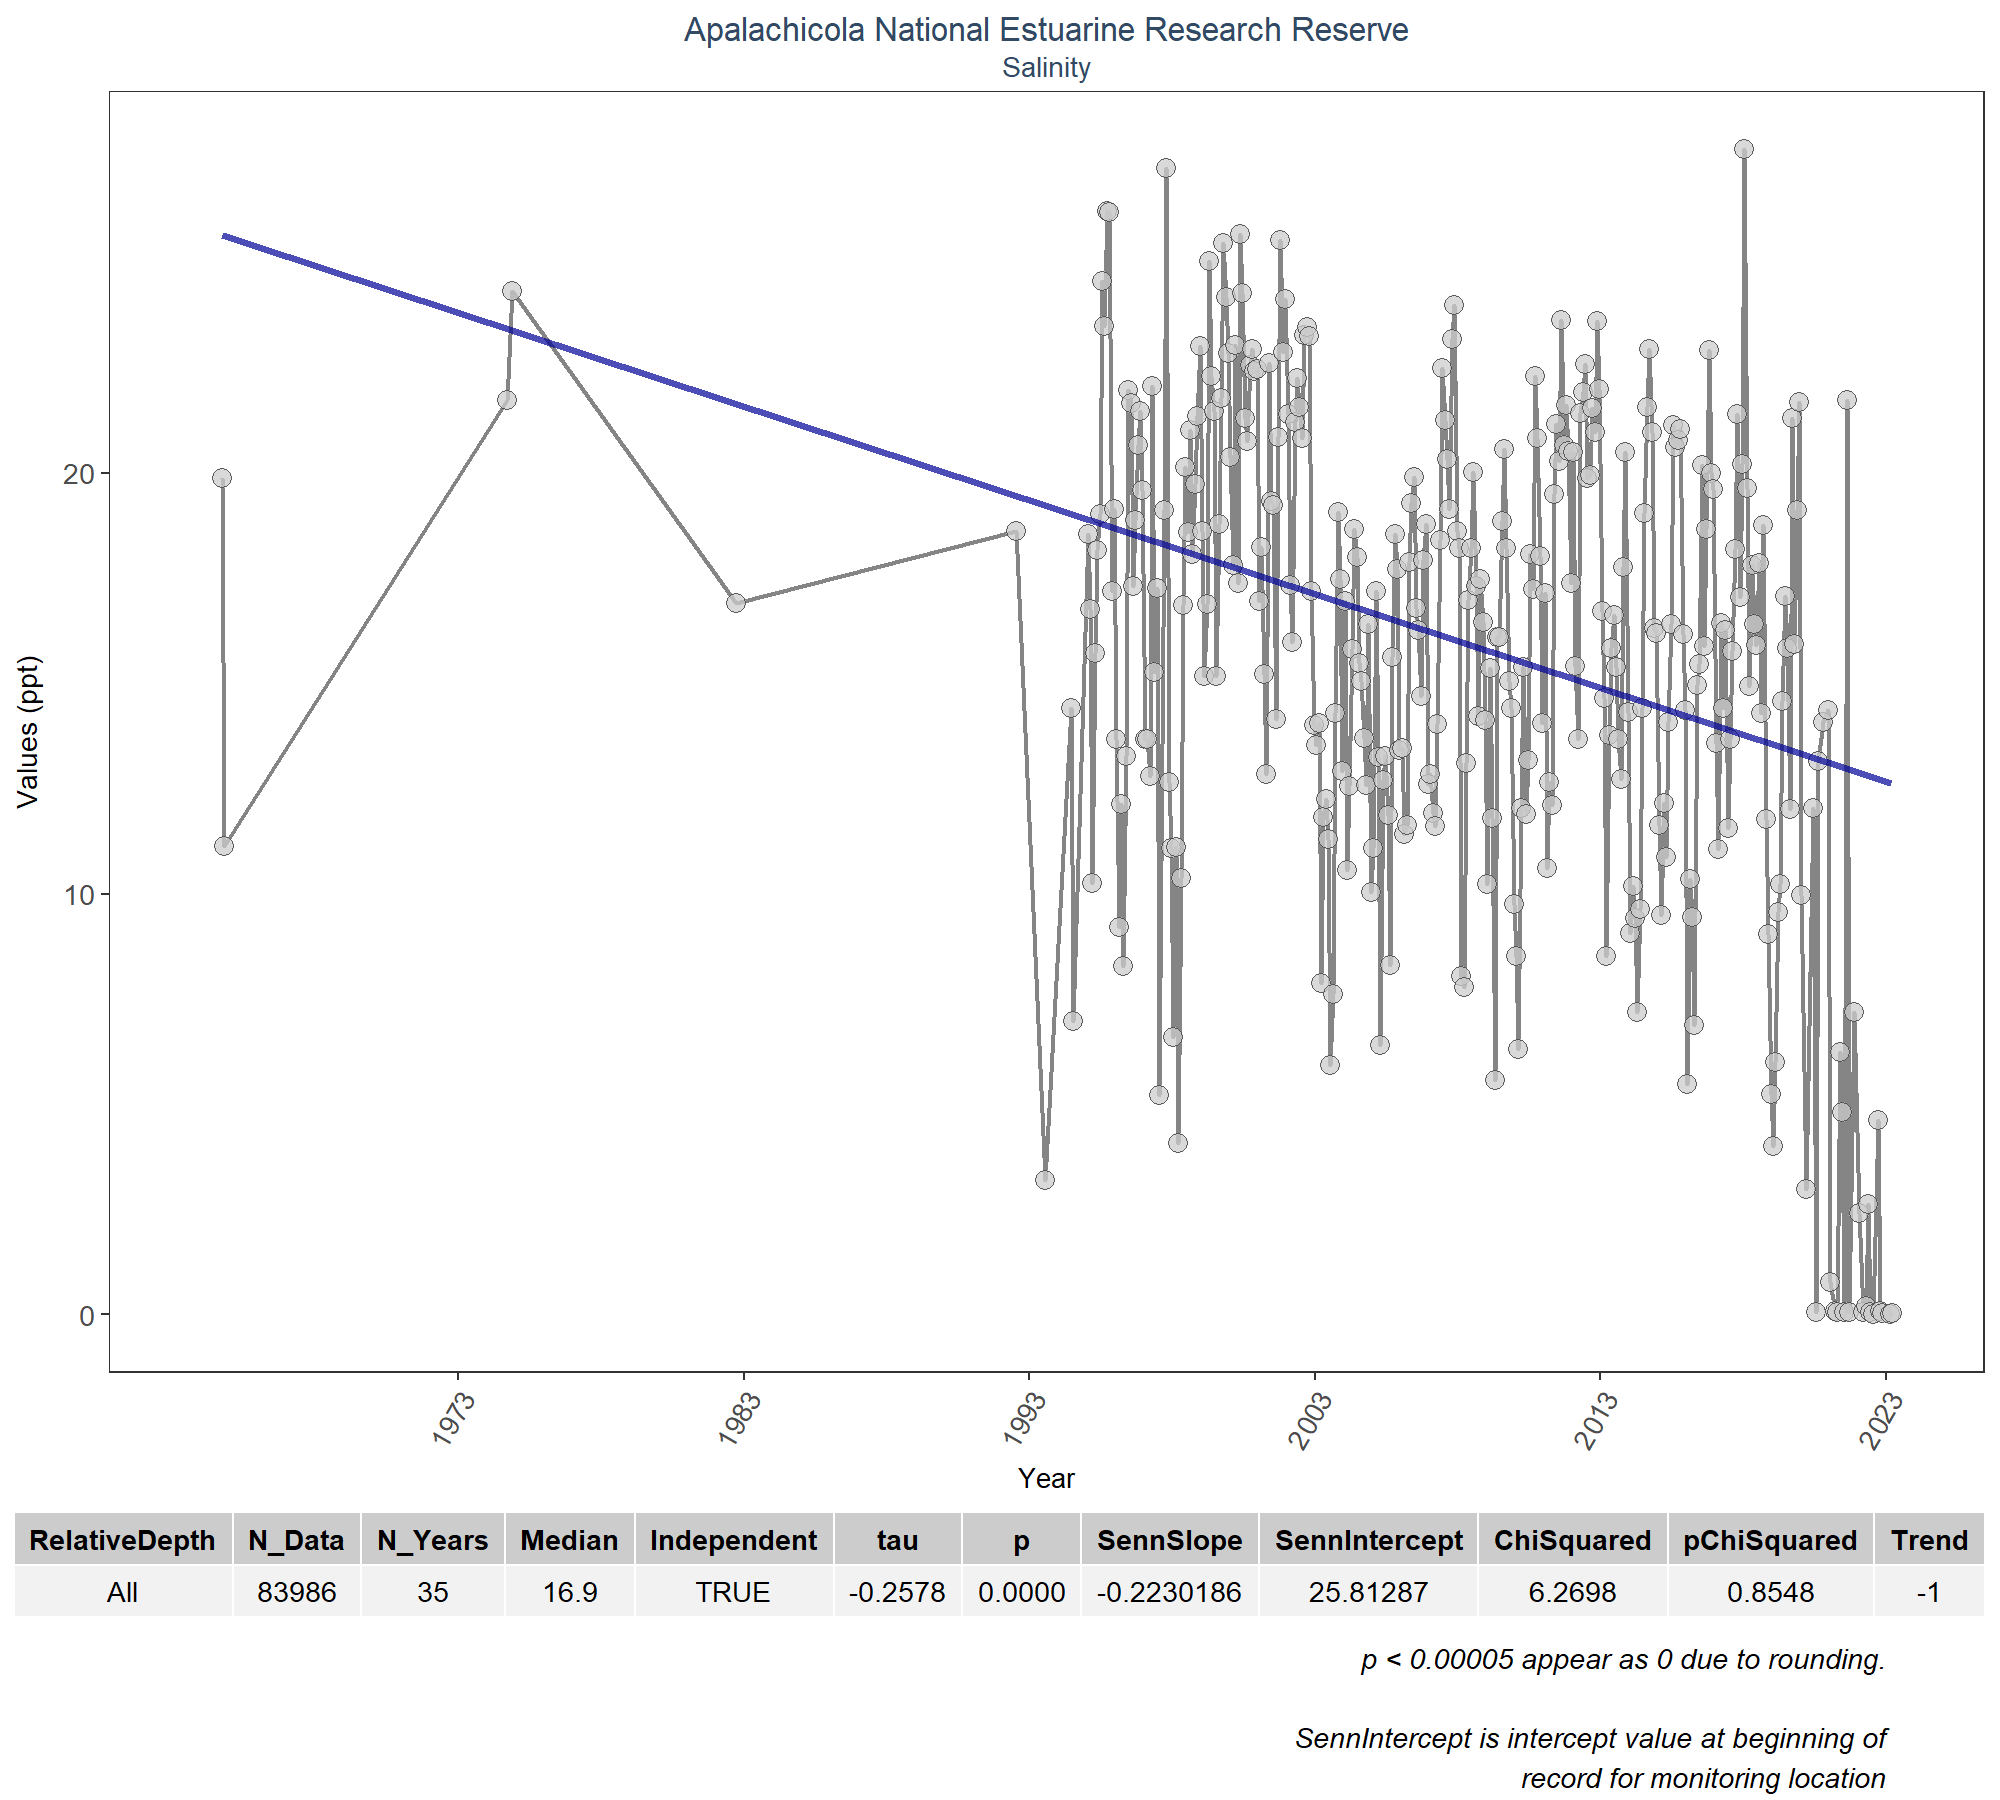 Apalachicola National Estuarine Research Reserve
Salinity
Values (ppt)
20
10
0
1973 1983 1993 2003 2013 2023
Year
RelativeDepth N_Data N_Years Median Independent tau p SennSlope SennIntercept ChiSquared pChiSquared Trend
All 83986 35 16.9 TRUE -0.2578 0.0000 -0.2230186 25.81287 6.2698 0.8548 -1
p < 0.00005 appear as 0 due to rounding.
SennIntercept is intercept value at beginning of
record for monitoring location